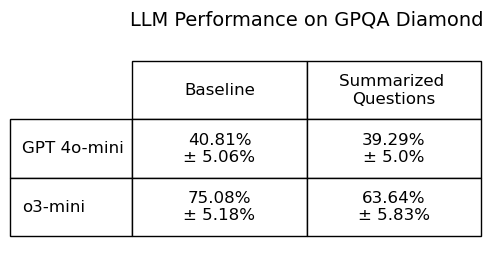 LLM Performance on GPQA Diamond
Baseline
Summarized
Questions
GPT 4o-mini
40.81%
± 5.06%
39.29%
± 5.0%
o3-mini
75.08%
± 5.18%
63.64%
± 5.83%